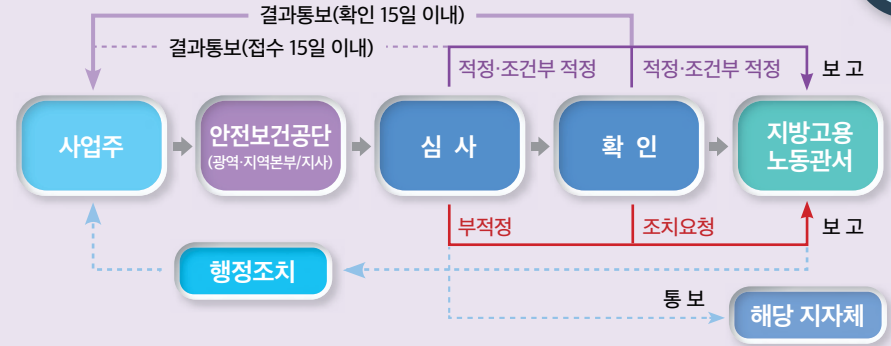 결과통보(확인 15일 이내)
결과통보(접수 15일 이내)
적정·조건부 적정
적정·조건부 적정
보 고
사업주
안전보건공단
(광역·지역본부/지사)
심 사
확 인
지방고용
노동관서
부적정
조치요청
보 고
행정조치
통 보
해당 지자체